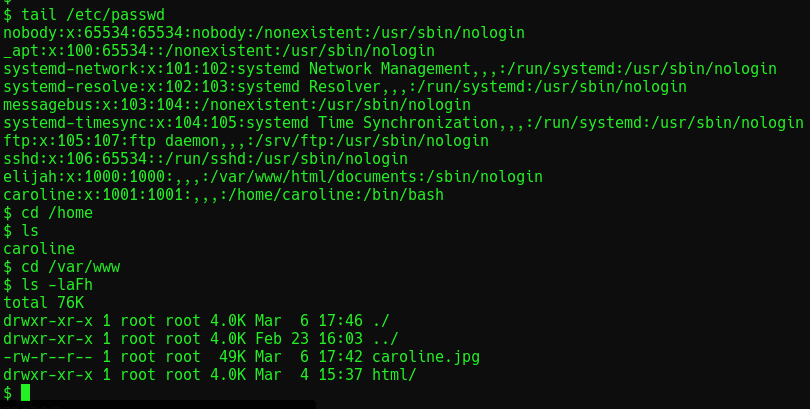 $
$ tail /etc/passwd
nobody:x:65534:65534:nobody:/nonexistent:/usr/sbin/nologin
_apt:x:100:65534::/nonexistent:/usr/sbin/nologin
systemd-network:x:101:102:systemd Network Management,,,:/run/systemd:/usr/sbin/nologin
systemd-resolve:x:102:103:systemd Resolver,,,:/run/systemd:/usr/sbin/nologin
messagebus:x:103:104::/nonexistent:/usr/sbin/nologin
systemd-timesync:x:104:105:systemd Time Synchronization,,,:/run/systemd:/usr/sbin/nologin
ftp:x:105:107:ftp daemon,,,:/srv/ftp:/usr/sbin/nologin
sshd:x:106:65534::/run/sshd:/usr/sbin/nologin
elijah:x:1000:1000:,,,:/var/www/html/documents:/sbin/nologin
caroline:x:1001:1001:,,,:/home/caroline:/bin/bash
$ cd /home
$ ls
caroline
$ cd /var/www
$ ls -laFh
total 76K
drwxr-xr-x 1 root root 4.0K Mar  6 17:46 ./
drwxr-xr-x 1 root root 4.0K Feb 23 16:03 ../
-rw-r--r-- 1 root root  49K Mar  6 17:42 caroline.jpg
drwxr-xr-x 1 root root 4.0K Mar  4 15:37 html/
$